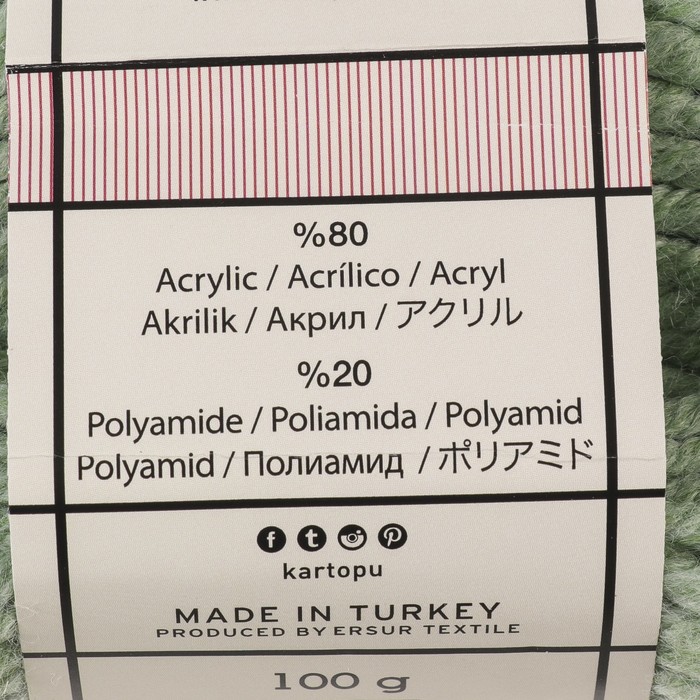 %80
Acrylic / Acrílico / Acryl
Akrilik / Акрил / アクリル
%20
Polyamide / Poliamida / Polyamid
Polyamid / Полиамид / ポリアミド
kartopu
MADE IN TURKEY
PRODUCED BY ERSUR TEXTILE
100 g